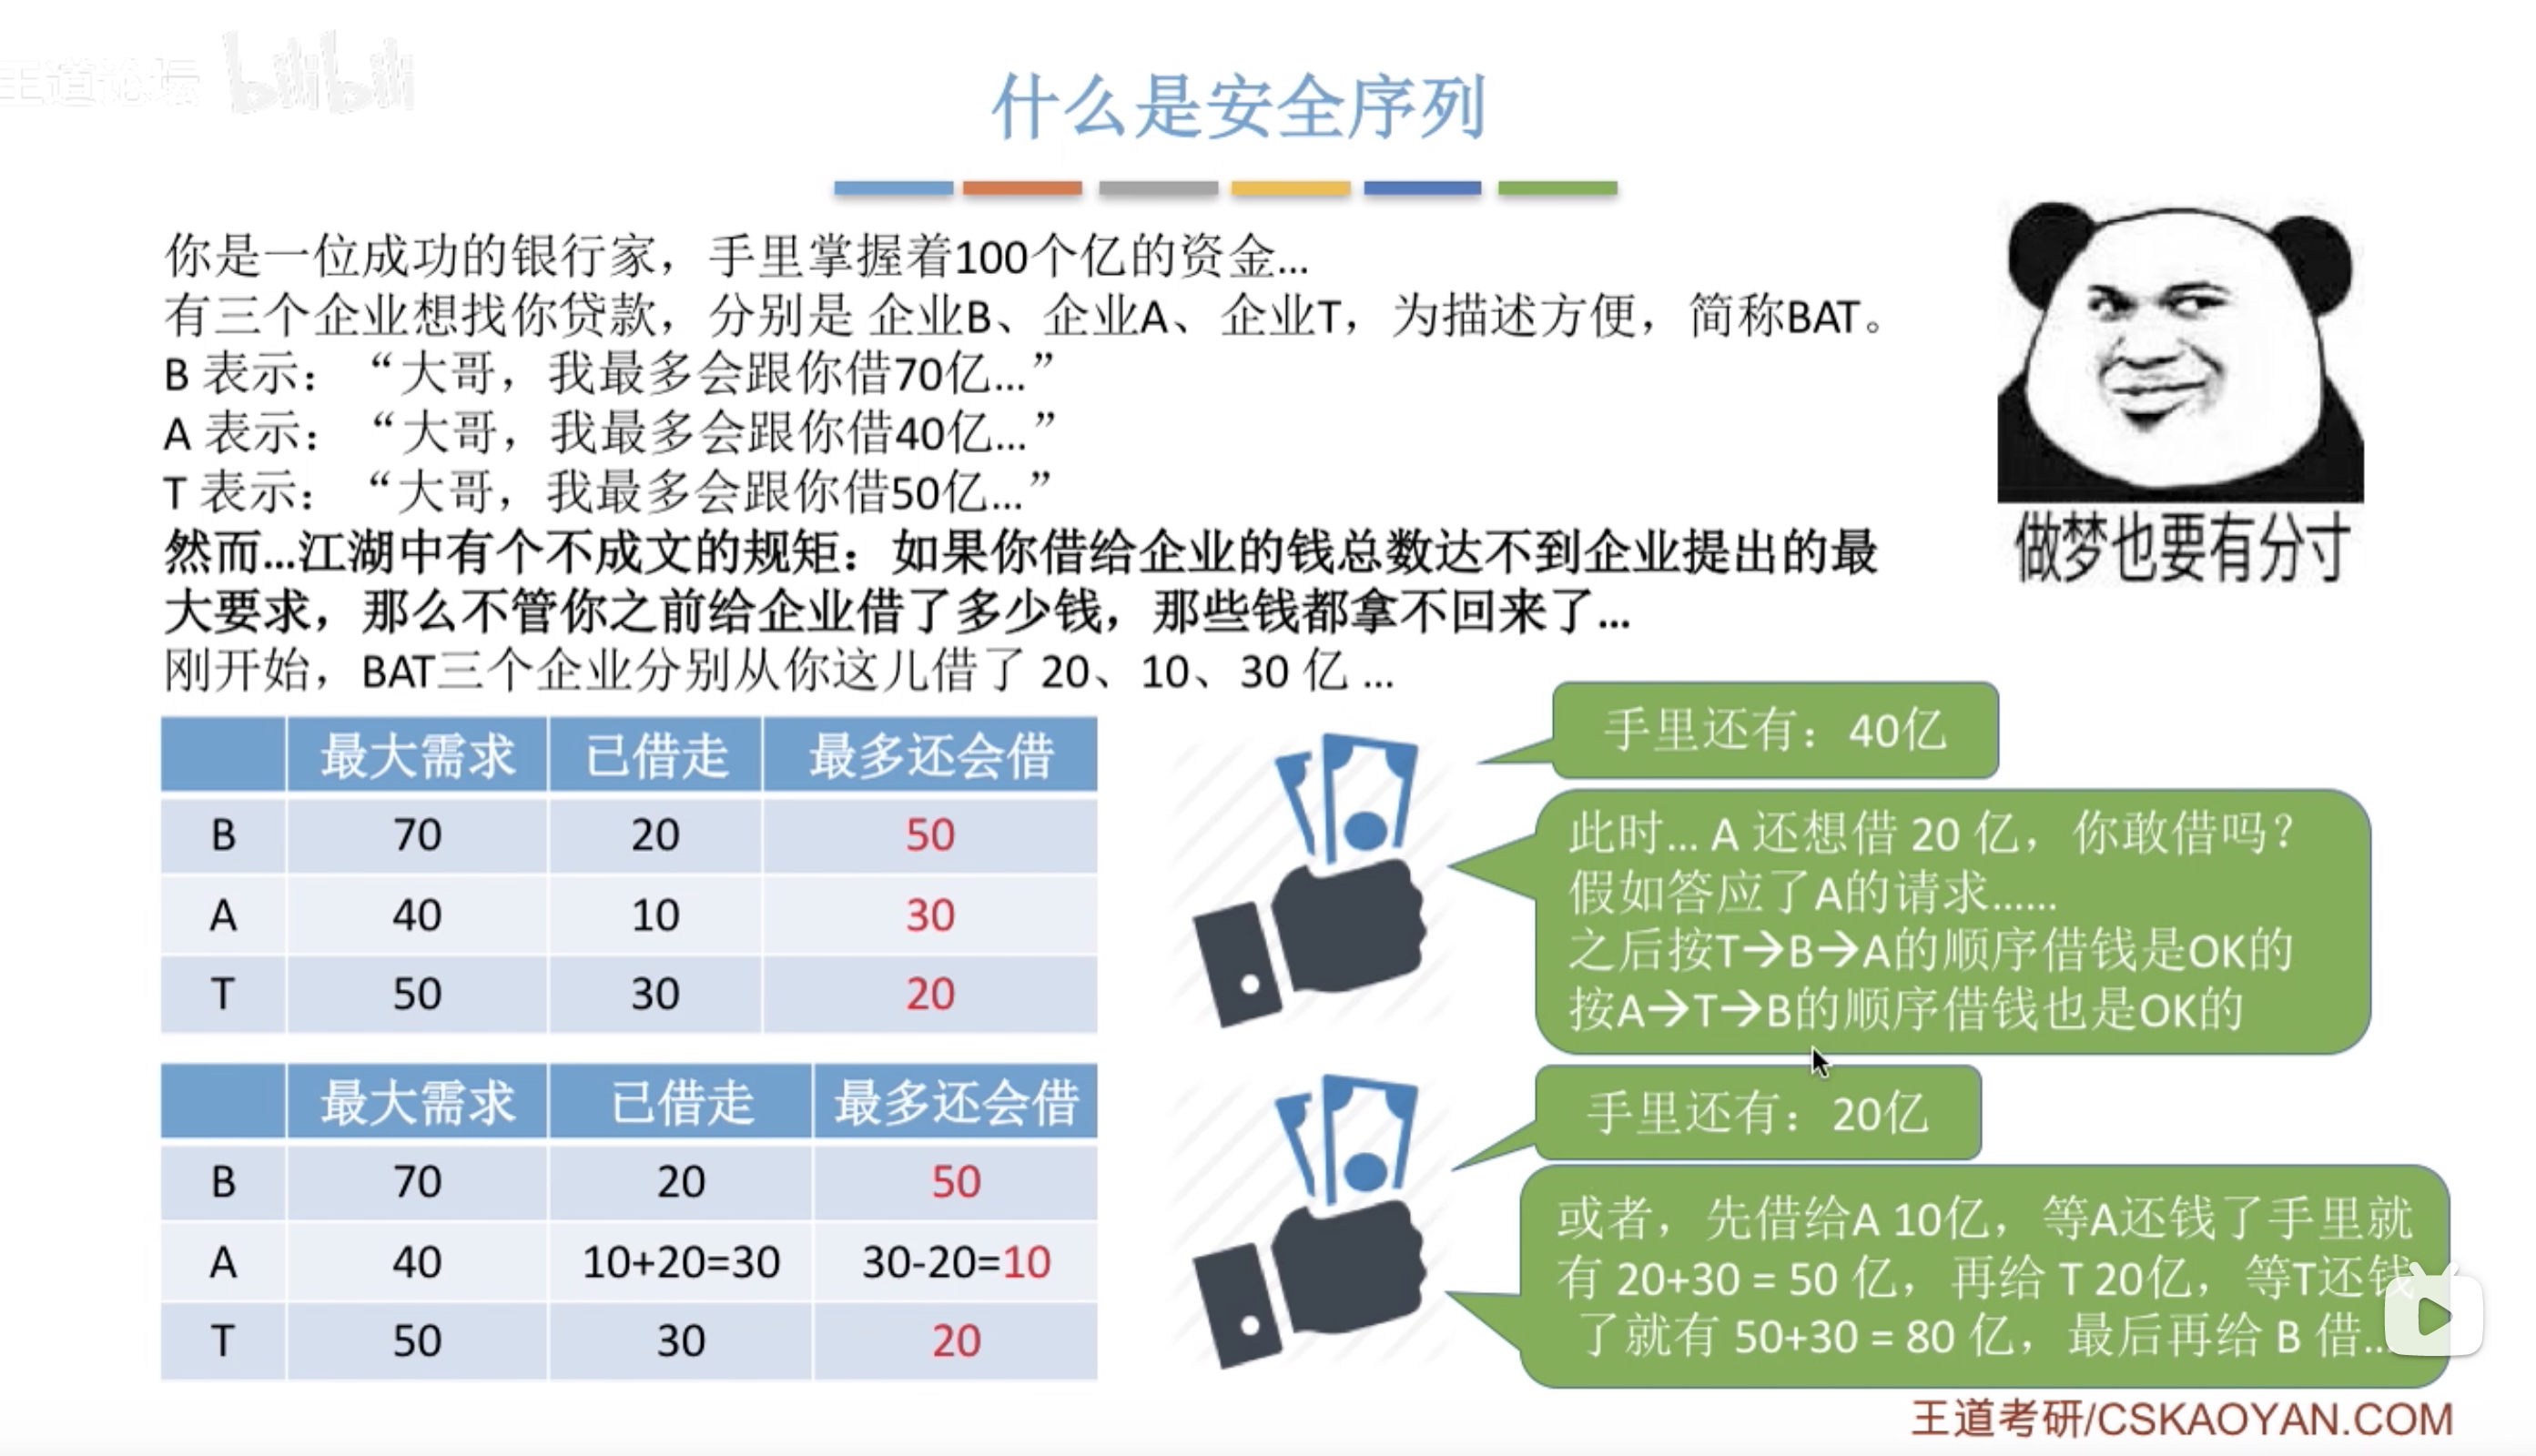 王道论坛 bilibili
什么是安全序列
你是一位成功的银行家，手里掌握着100个亿的资金...
有三个企业想找你贷款，分别是 企业B、企业A、企业T，为描述方便，简称BAT。
B 表示：“大哥，我最多会跟你借70亿...”
A 表示：“大哥，我最多会跟你借40亿...”
T 表示：“大哥，我最多会跟你借50亿...”
然而...江湖中有个不成文的规矩：如果你借给企业的钱总数达不到企业提出的最
大要求，那么不管你之前给企业借了多少钱，那些钱都拿不回来了...
刚开始，BAT三个企业分别从你这儿借了 20、10、30 亿 ...
做梦也要有分寸
最大需求 已借走 最多还会借
B 70 20 50
A 40 10 30
T 50 30 20
手里还有：40亿
此时... A 还想借 20 亿，你敢借吗？
假如答应了A的请求......
之后按T→B→A的顺序借钱是OK的
按A→T→B的顺序借钱也是OK的
最大需求 已借走 最多还会借
B 70 20 50
A 40 10+20=30 30-20=10
T 50 30 20
手里还有：20亿
或者，先借给A 10亿，等A还钱了手里就
有 20+30 = 50 亿，再给 T 20亿，等T还钱
了就有 50+30 = 80 亿，最后再给 B 借...
王道考研/CSKAOYAN.COM